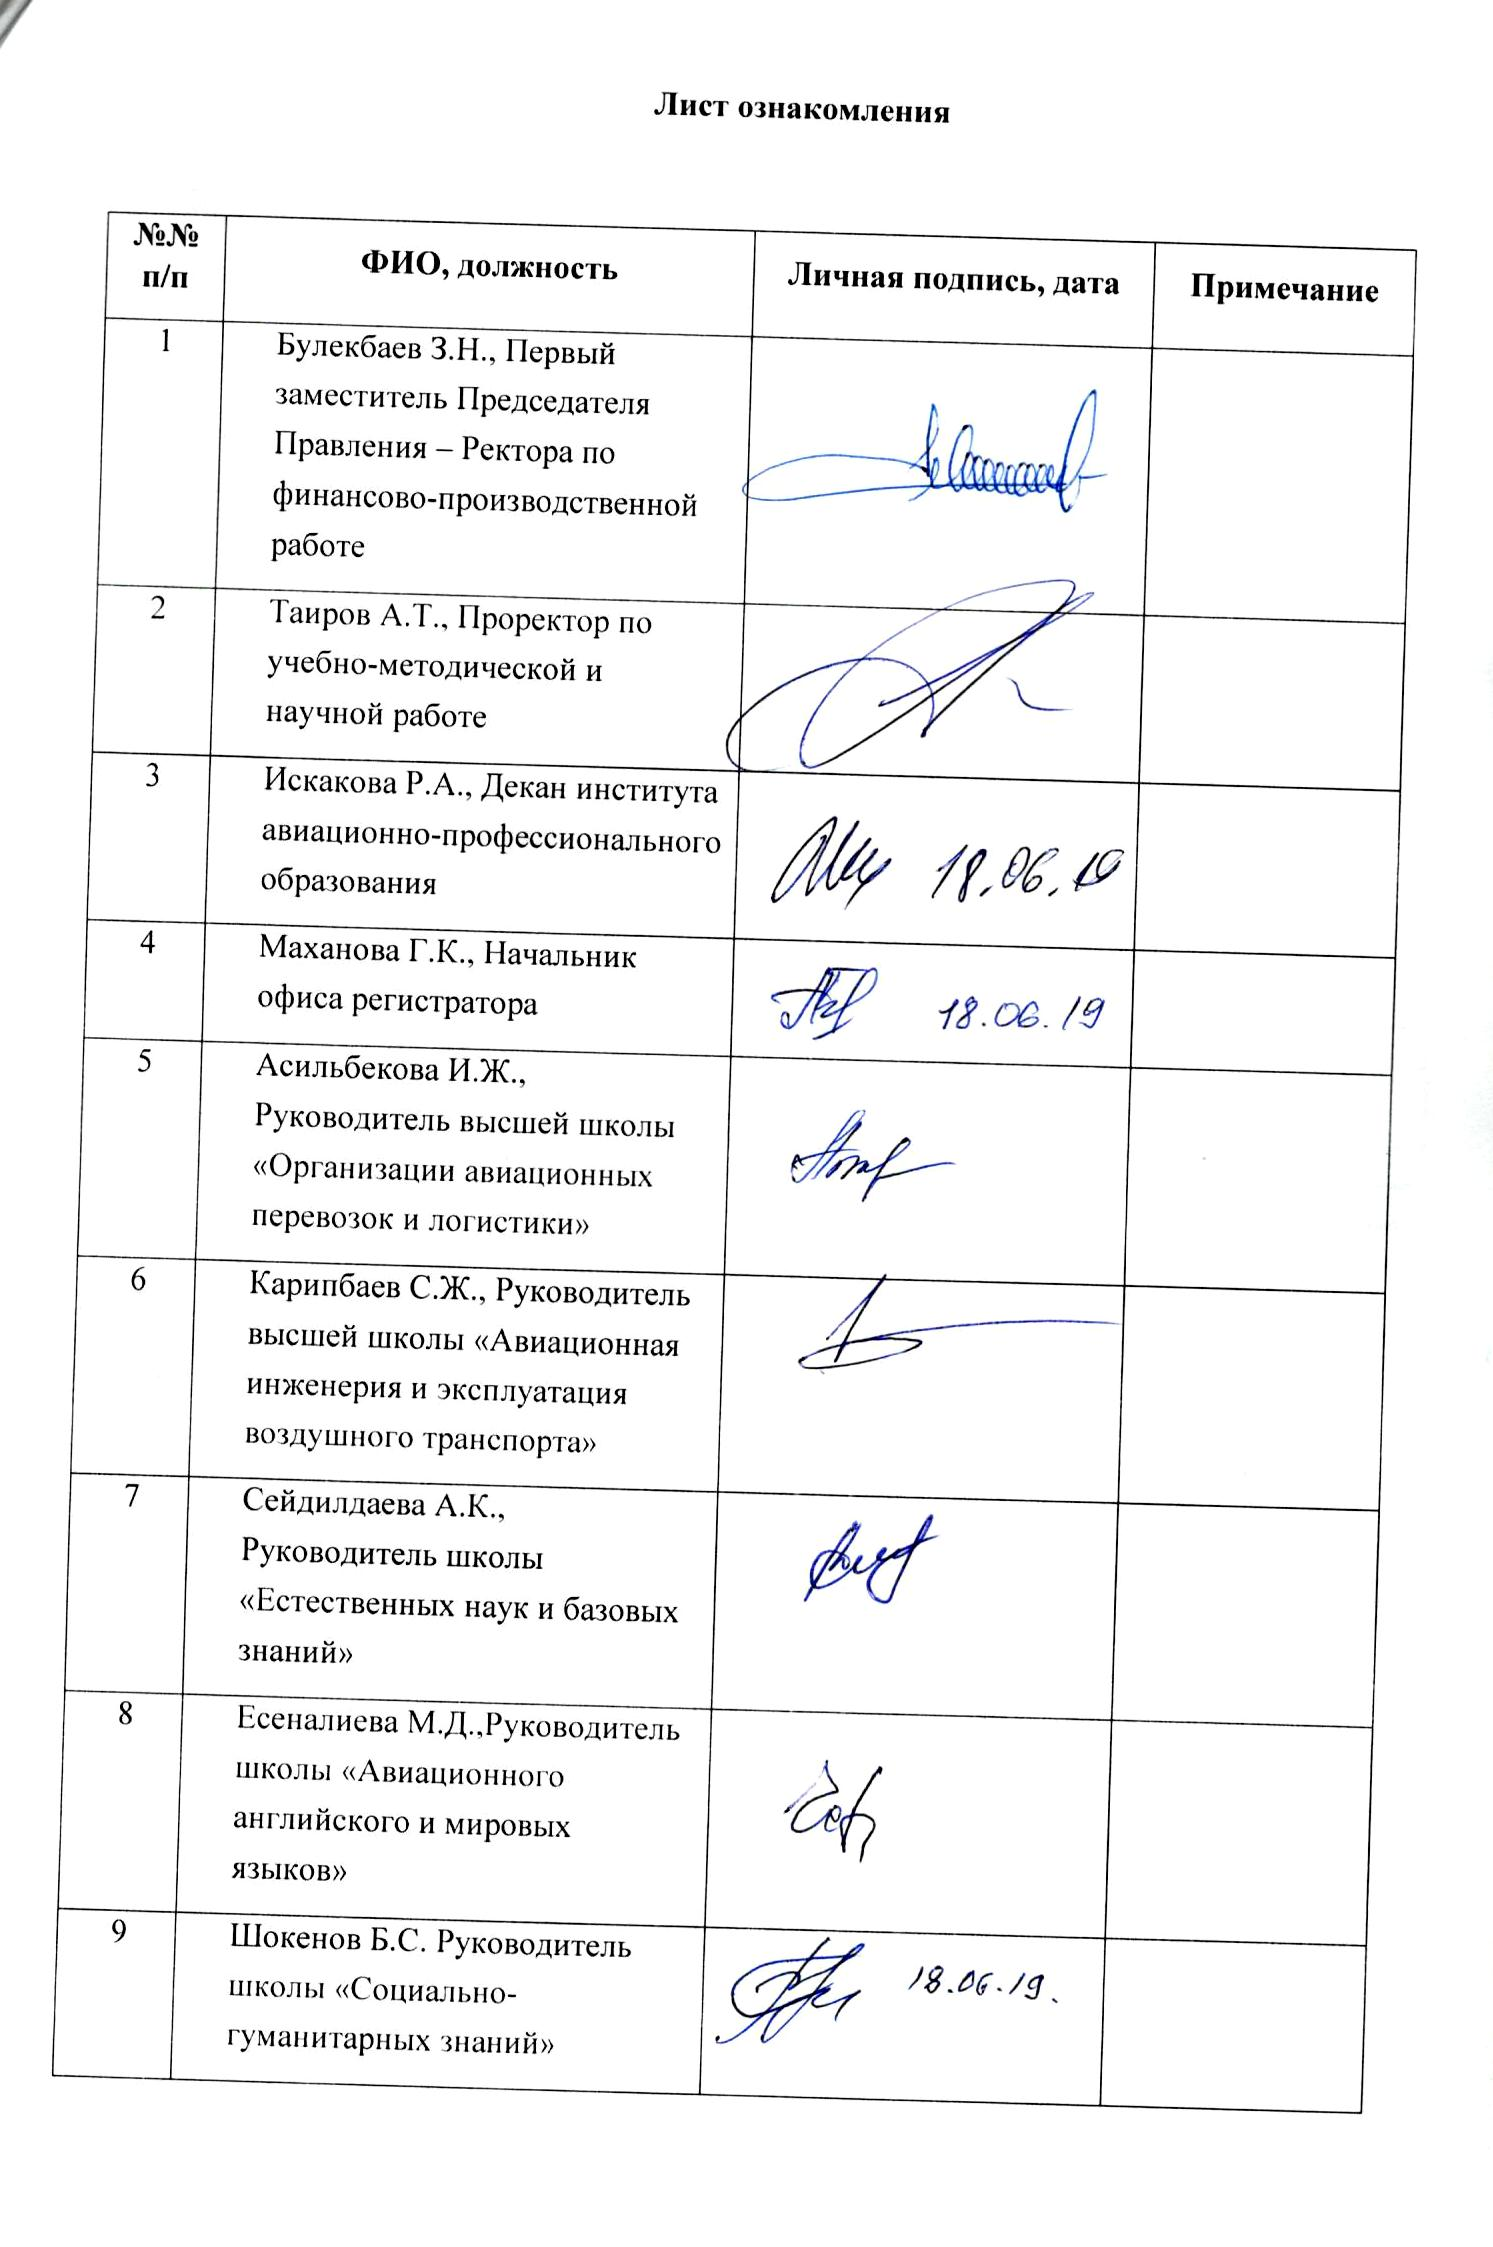 Лист ознакомления
№№
п/п
ФИО, должность
Личная подпись, дата
Примечание
1
Булекбаев З.Н., Первый
заместитель Председателя
Правления – Ректора по
финансово-производственной
работе
2
Таиров А.Т., Проректор по
учебно-методической и
научной работе
3
Искакова Р.А., Декан института
авиационно-профессионального
образования
18.06.19
4
Маханова Г.К., Начальник
офиса регистратора
18.06.19
5
Асильбекова И.Ж.,
Руководитель высшей школы
«Организации авиационных
перевозок и логистики»
6
Карипбаев С.Ж., Руководитель
высшей школы «Авиационная
инженерия и эксплуатация
воздушного транспорта»
7
Сейдилдаева А.К.,
Руководитель школы
«Естественных наук и базовых
знаний»
8
Есеналиева М.Д.,Руководитель
школы «Авиационного
английского и мировых
языков»
9
Шокенов Б.С. Руководитель
школы «Социально-
гуманитарных знаний»
18.06.19.